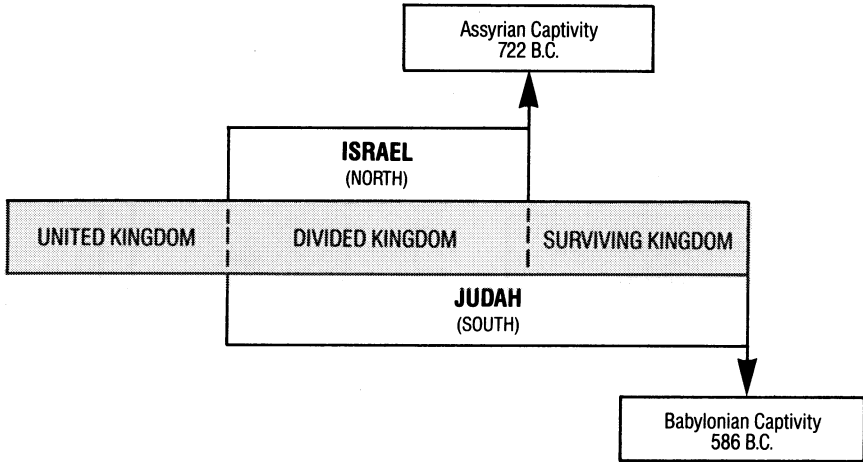 Assyrian Captivity
722 B.C.
ISRAEL
(NORTH)
UNITED KINGDOM
DIVIDED KINGDOM
SURVIVING KINGDOM
JUDAH
(SOUTH)
Babylonian Captivity
586 B.C.